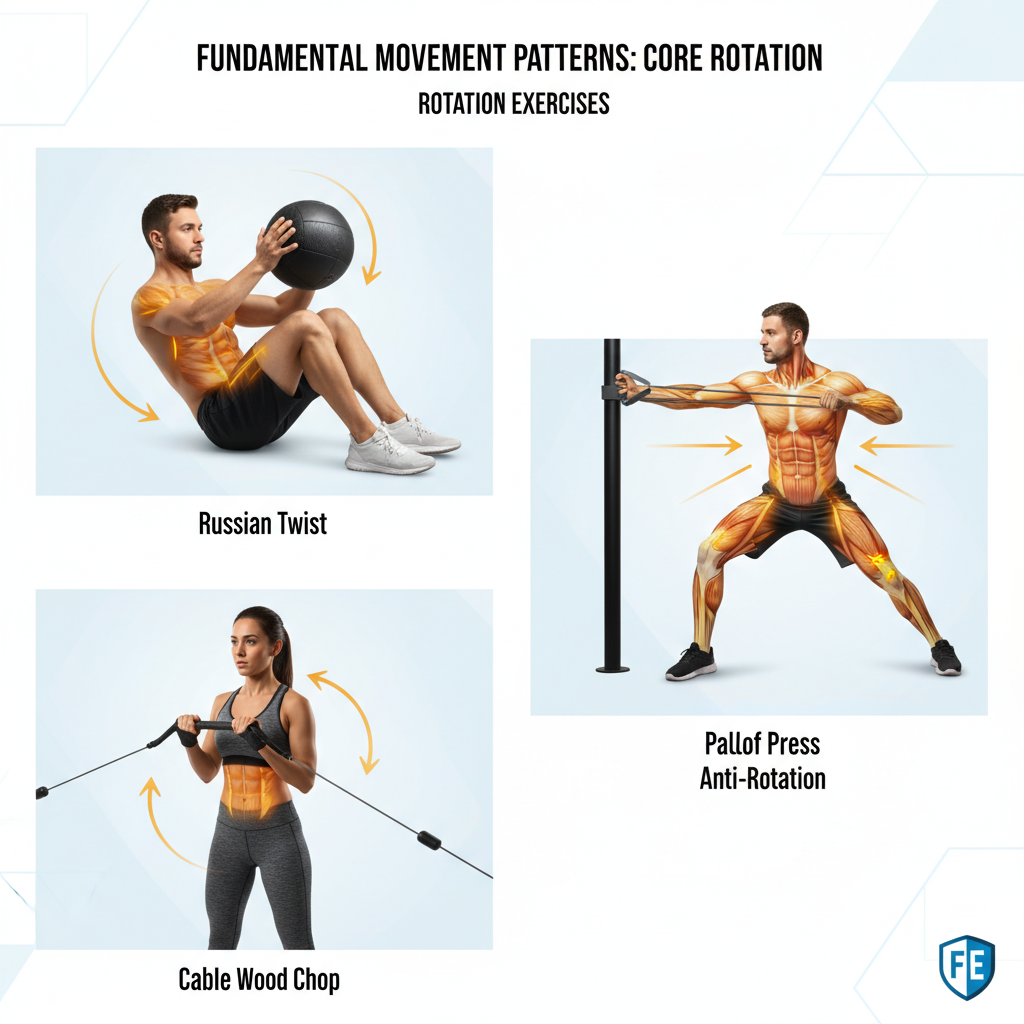 FUNDAMENTAL MOVEMENT PATTERNS: CORE ROTATION
ROTATION EXERCISES
Russian Twist
Pallof Press
Anti-Rotation
Cable Wood Chop
FE